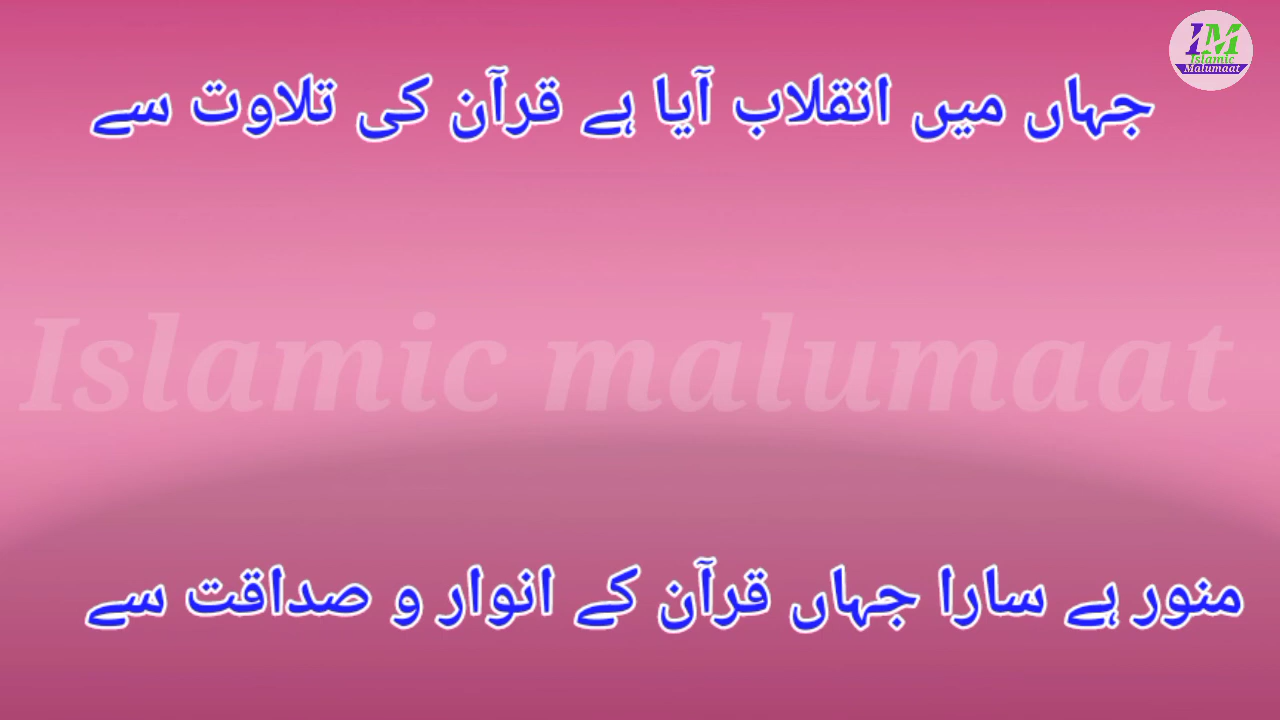 IM
Islamic
Malumaat
جہاں میں انقلاب آیا ہے قرآن کی تلاوت سے
Islamic malumaat
منور ہے سارا جہاں قرآن کے انوار و صداقت سے